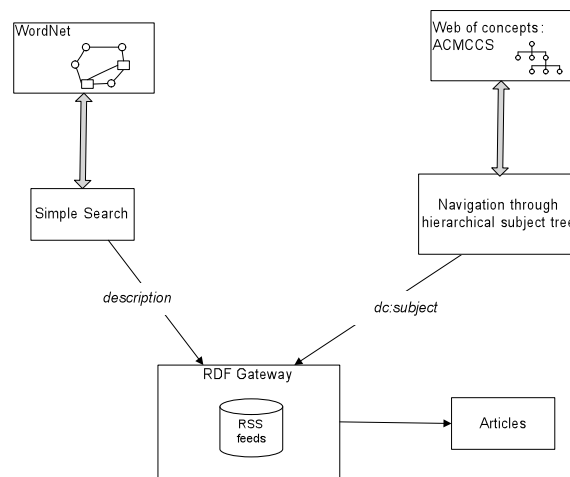 WordNet
Web of concepts:
ACMCCS
Simple Search
Navigation through
hierarchical subject tree
description
dc:subject
RDF Gateway
RSS
feeds
Articles